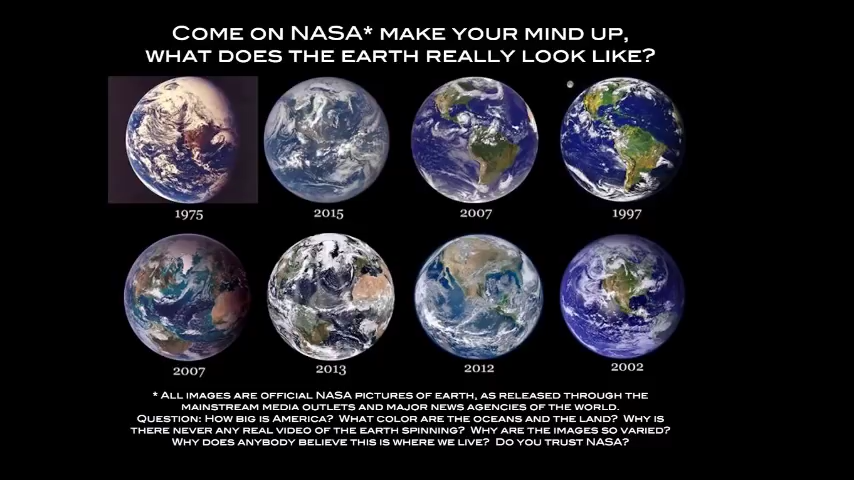 Come on NASA* make your mind up,
what does the earth really look like?
1975 2015 2007 1997
2007 2013 2012 2002
* All images are official NASA pictures of earth, as released through the
mainstream media outlets and major news agencies of the world.
Question: How big is America? What color are the oceans and the land? Why is
there never any real video of the earth spinning? Why are the images so varied?
Why does anybody believe this is where we live? Do you trust NASA?